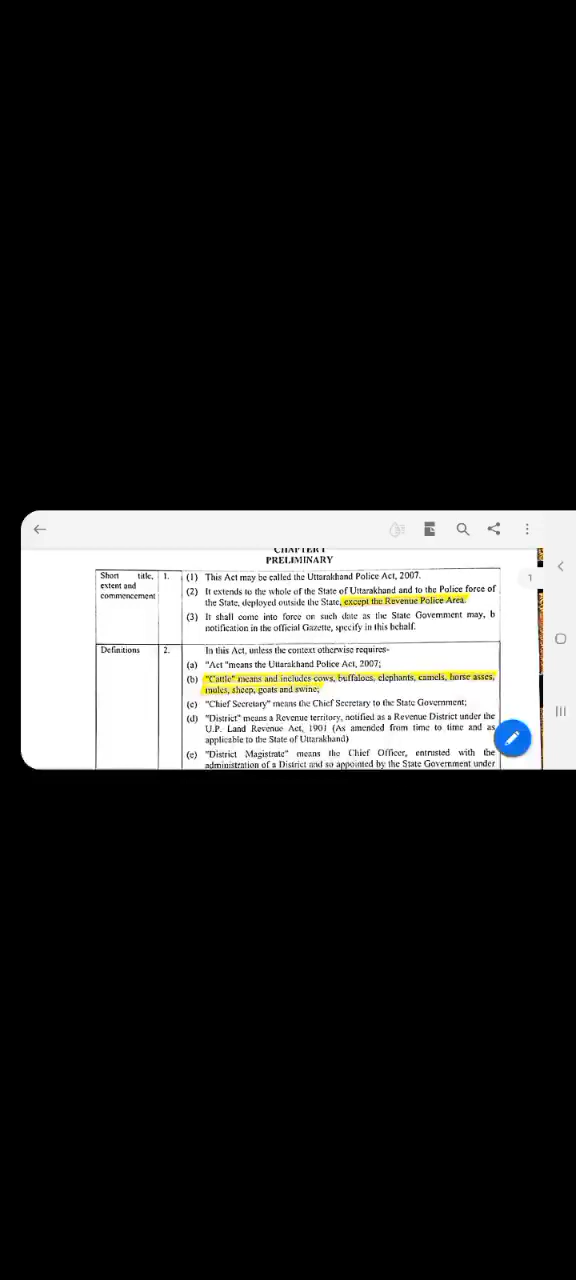 CHAPTER I
PRELIMINARY
Short title, extent and commencement
1.
(1) This Act may be called the Uttarakhand Police Act, 2007.
(2) It extends to the whole of the State of Uttarakhand and to the Police force of
the State, deployed outside the State, except the Revenue Police Area.
(3) It shall come into force on such date as the State Government may, b
notification in the official Gazette, specify in this behalf.
1
Definitions
2.
In this Act, unless the context otherwise requires-
(a) "Act "means the Uttarakhand Police Act, 2007;
(b) "Cattle" means and includes cows, buffaloes, elephants, camels, horse asses,
mules, sheep, goats and swine;
(c) "Chief Secretary" means the Chief Secretary to the State Government;
(d) "District" means a Revenue territory, notified as a Revenue District under the
U.P. Land Revenue Act, 1901 (As amended from time to time and as
applicable to the State of Uttarakhand)
(e) "District Magistrate" means the Chief Officer, entrusted with the
administration of a District and so appointed by the State Government under